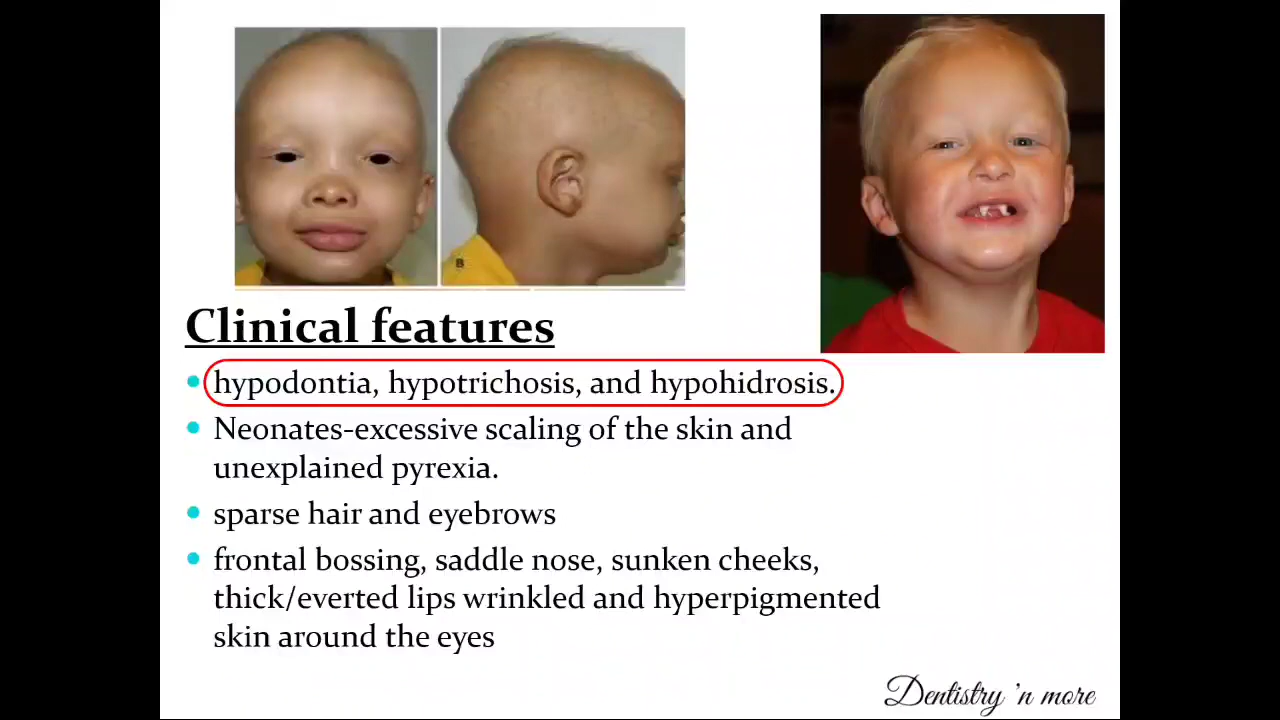 B
Clinical features
hypodontia, hypotrichosis, and hypohidrosis.
Neonates-excessive scaling of the skin and
unexplained pyrexia.
sparse hair and eyebrows
frontal bossing, saddle nose, sunken cheeks,
thick/everted lips wrinkled and hyperpigmented
skin around the eyes
Dentistry 'n more